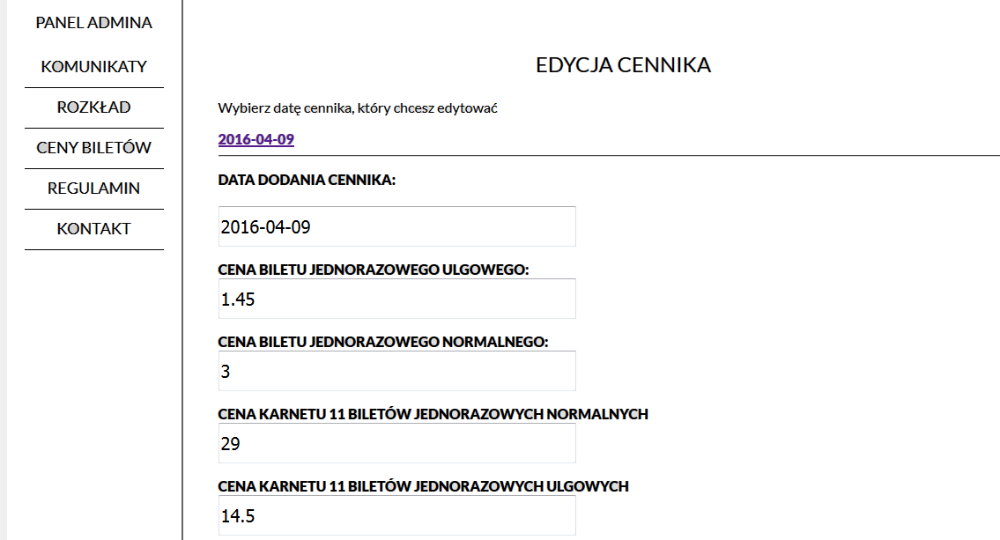 PANEL ADMINA
KOMUNIKATY
ROZKŁAD
CENY BILETÓW
REGULAMIN
KONTAKT
EDYCJA CENNIKA
Wybierz datę cennika, który chcesz edytować
2016-04-09
DATA DODANIA CENNIKA:
2016-04-09
CENA BILETU JEDNORAZOWEGO ULGOWEGO:
1.45
CENA BILETU JEDNORAZOWEGO NORMALNEGO:
3
CENA KARNETU 11 BILETÓW JEDNORAZOWYCH NORMALNYCH
29
CENA KARNETU 11 BILETÓW JEDNORAZOWYCH ULGOWYCH
14.5